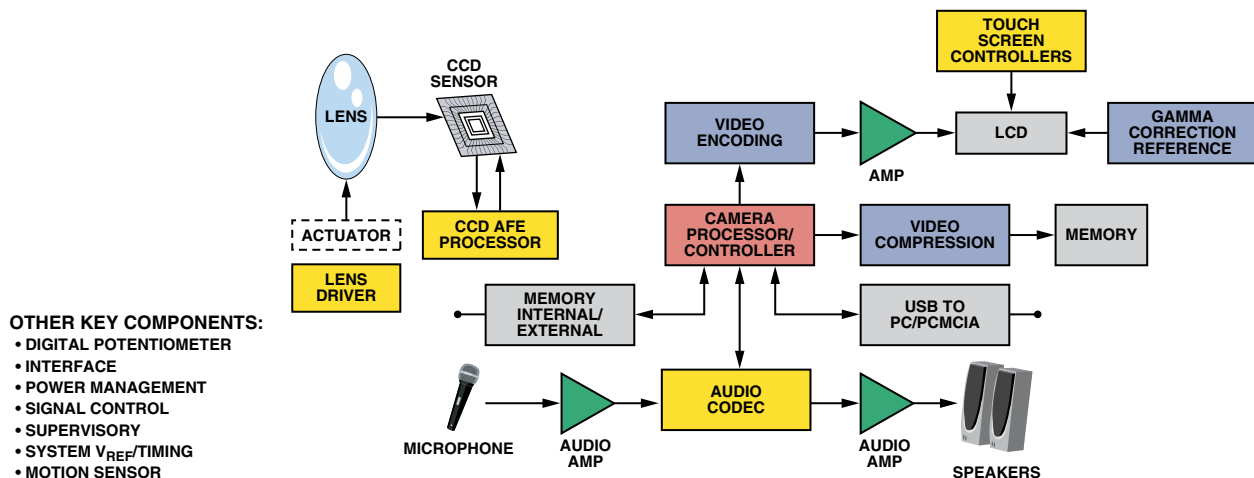 TOUCH
SCREEN
CONTROLLERS
CCD
SENSOR
LENS
VIDEO
ENCODING
AMP
LCD
GAMMA
CORRECTION
REFERENCE
ACTUATOR
CCD AFE
PROCESSOR
CAMERA
PROCESSOR/
CONTROLLER
VIDEO
COMPRESSION
MEMORY
LENS
DRIVER
MEMORY
INTERNAL/
EXTERNAL
USB TO
PC/PCMCIA
OTHER KEY COMPONENTS:
• DIGITAL POTENTIOMETER
• INTERFACE
• POWER MANAGEMENT
• SIGNAL CONTROL
• SUPERVISORY
• SYSTEM VREF/TIMING
• MOTION SENSOR
MICROPHONE
AUDIO
AMP
AUDIO
CODEC
AUDIO
AMP
SPEAKERS